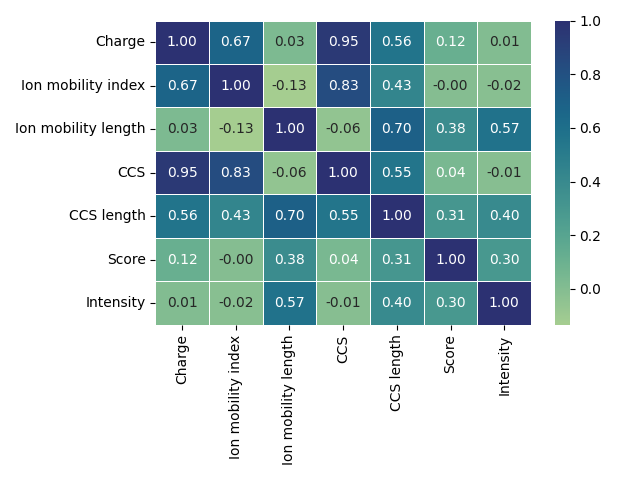 Charge 1.00 0.67 0.03 0.95 0.56 0.12 0.01
Ion mobility index 0.67 1.00 -0.13 0.83 0.43 -0.00 -0.02
Ion mobility length 0.03 -0.13 1.00 -0.06 0.70 0.38 0.57
CCS 0.95 0.83 -0.06 1.00 0.55 0.04 -0.01
CCS length 0.56 0.43 0.70 0.55 1.00 0.31 0.40
Score 0.12 -0.00 0.38 0.04 0.31 1.00 0.30
Intensity 0.01 -0.02 0.57 -0.01 0.40 0.30 1.00
Charge
Ion mobility index
Ion mobility length
CCS
CCS length
Score
Intensity
1.0
0.8
0.6
0.4
0.2
0.0